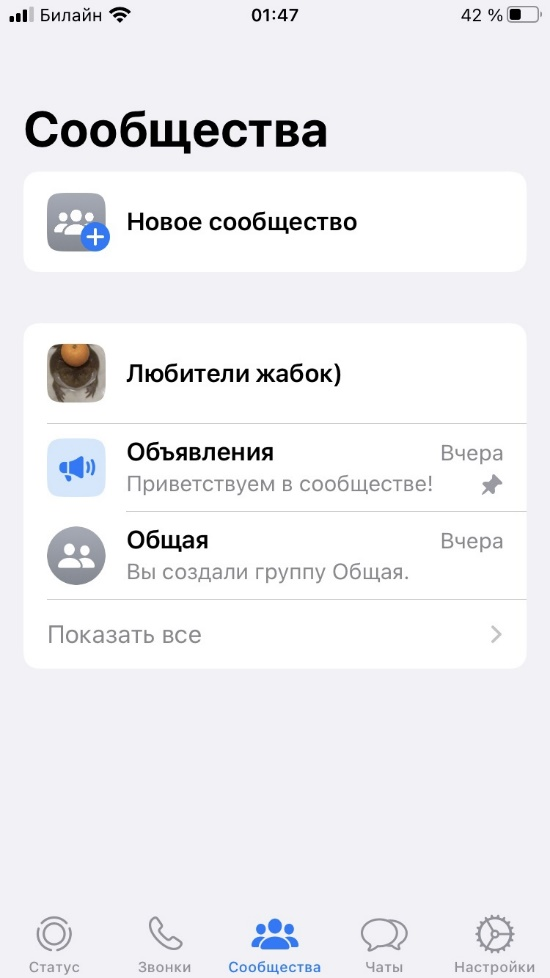 Билайн 01:47 42 %
Сообщества
Новое сообщество
Любители жабок)
Объявления Вчера
Приветствуем в сообществе!
Общая Вчера
Вы создали группу Общая.
Показать все
Статус Звонки Сообщества Чаты Настройки